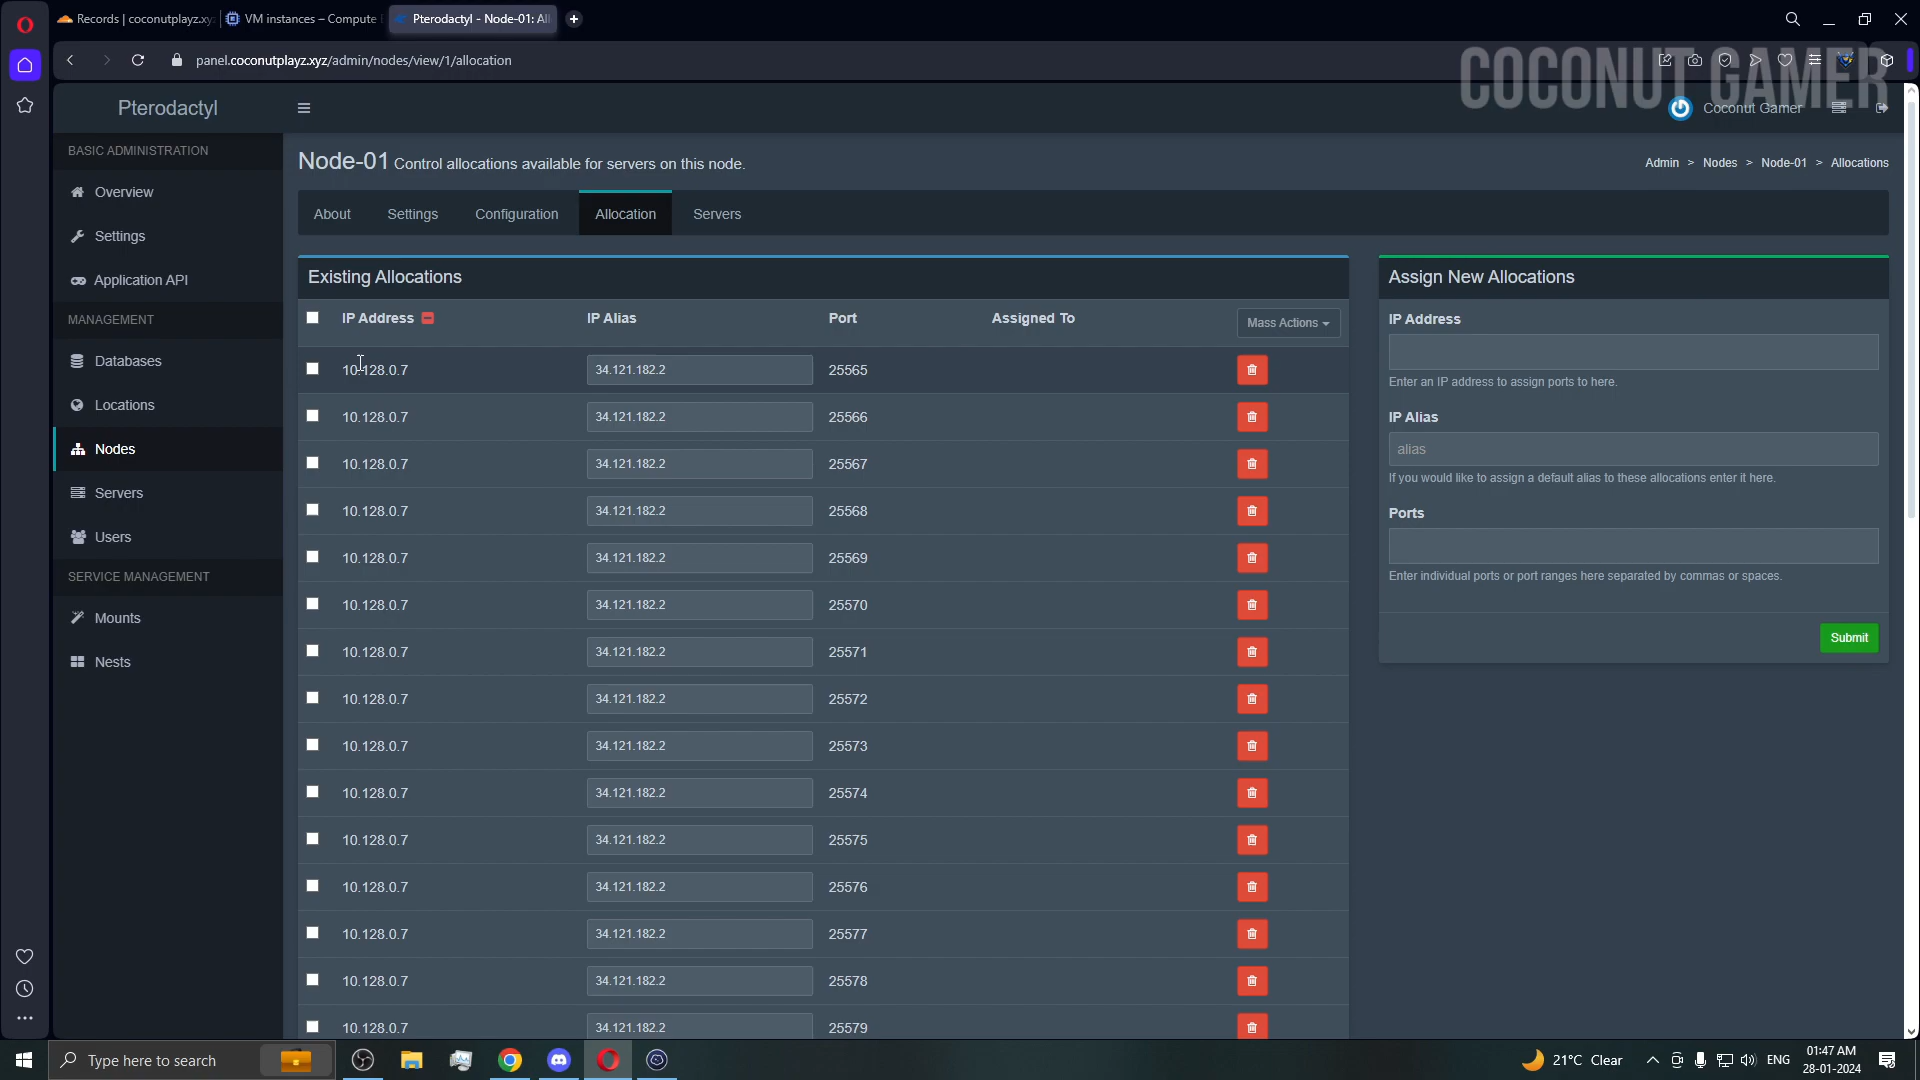 Records | coconutplayz.xy
VM instances – Compute E
Pterodactyl - Node-01: All
panel.coconutplayz.xyz/admin/nodes/view/1/allocation
COCONUT GAMER
Pterodactyl
Coconut Gamer
BASIC ADMINISTRATION
Overview
Settings
Application API
MANAGEMENT
Databases
Locations
Nodes
Servers
Users
SERVICE MANAGEMENT
Mounts
Nests
Node-01 Control allocations available for servers on this node.
Admin > Nodes > Node-01 > Allocations
About Settings Configuration Allocation Servers
Existing Allocations
IP Address IP Alias Port Assigned To Mass Actions
10.128.0.7 34.121.182.2 25565
10.128.0.7 34.121.182.2 25566
10.128.0.7 34.121.182.2 25567
10.128.0.7 34.121.182.2 25568
10.128.0.7 34.121.182.2 25569
10.128.0.7 34.121.182.2 25570
10.128.0.7 34.121.182.2 25571
10.128.0.7 34.121.182.2 25572
10.128.0.7 34.121.182.2 25573
10.128.0.7 34.121.182.2 25574
10.128.0.7 34.121.182.2 25575
10.128.0.7 34.121.182.2 25576
10.128.0.7 34.121.182.2 25577
10.128.0.7 34.121.182.2 25578
10.128.0.7 34.121.182.2 25579
Assign New Allocations
IP Address
Enter an IP address to assign ports to here.
IP Alias
alias
If you would like to assign a default alias to these allocations enter it here.
Ports
Enter individual ports or port ranges here separated by commas or spaces.
Submit
Type here to search
21°C Clear
ENG
01:47 AM
28-01-2024